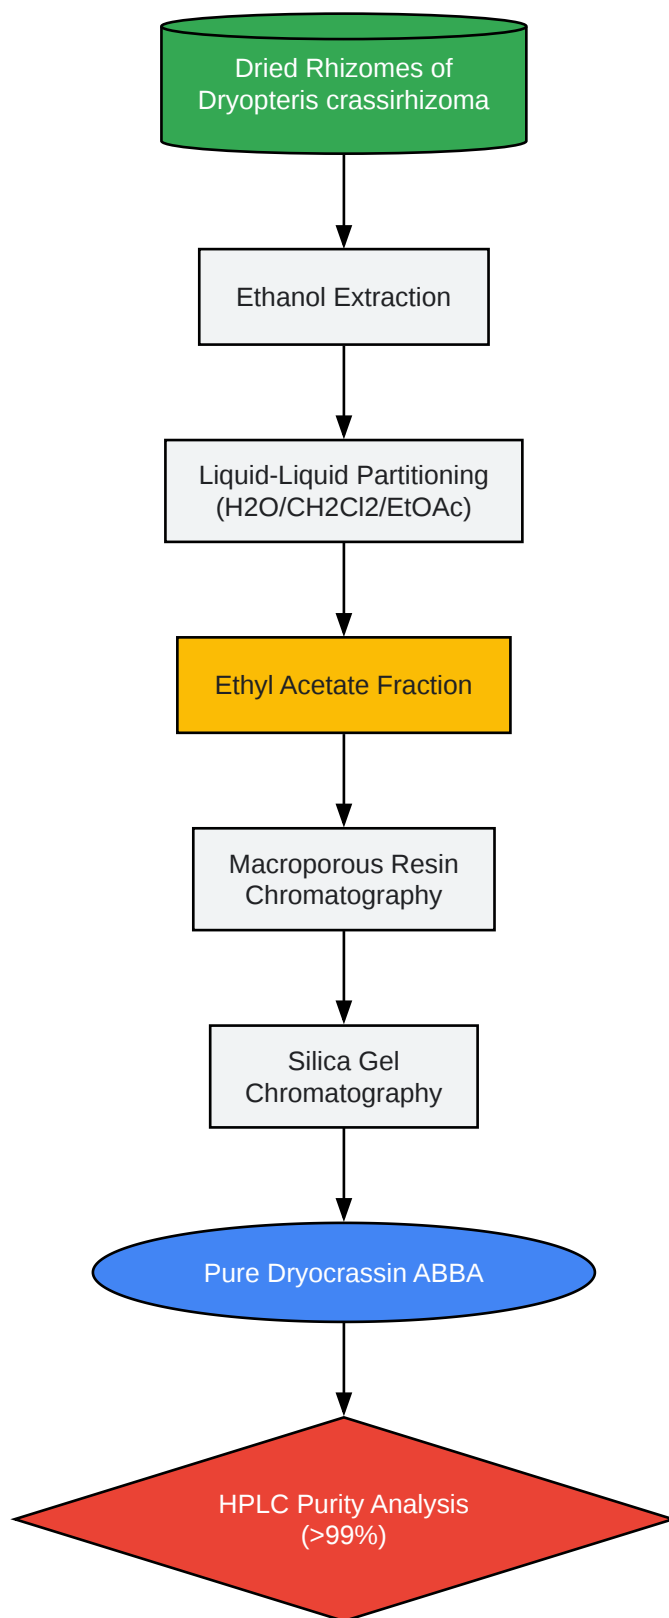 Dried Rhizomes of
Dryopteris crassirhizoma
Ethanol Extraction
Liquid-Liquid Partitioning
(H2O/CH2Cl2/EtOAc)
Ethyl Acetate Fraction
Macroporous Resin
Chromatography
Silica Gel
Chromatography
Pure Dryocrassin ABBA
HPLC Purity Analysis
(>99%)